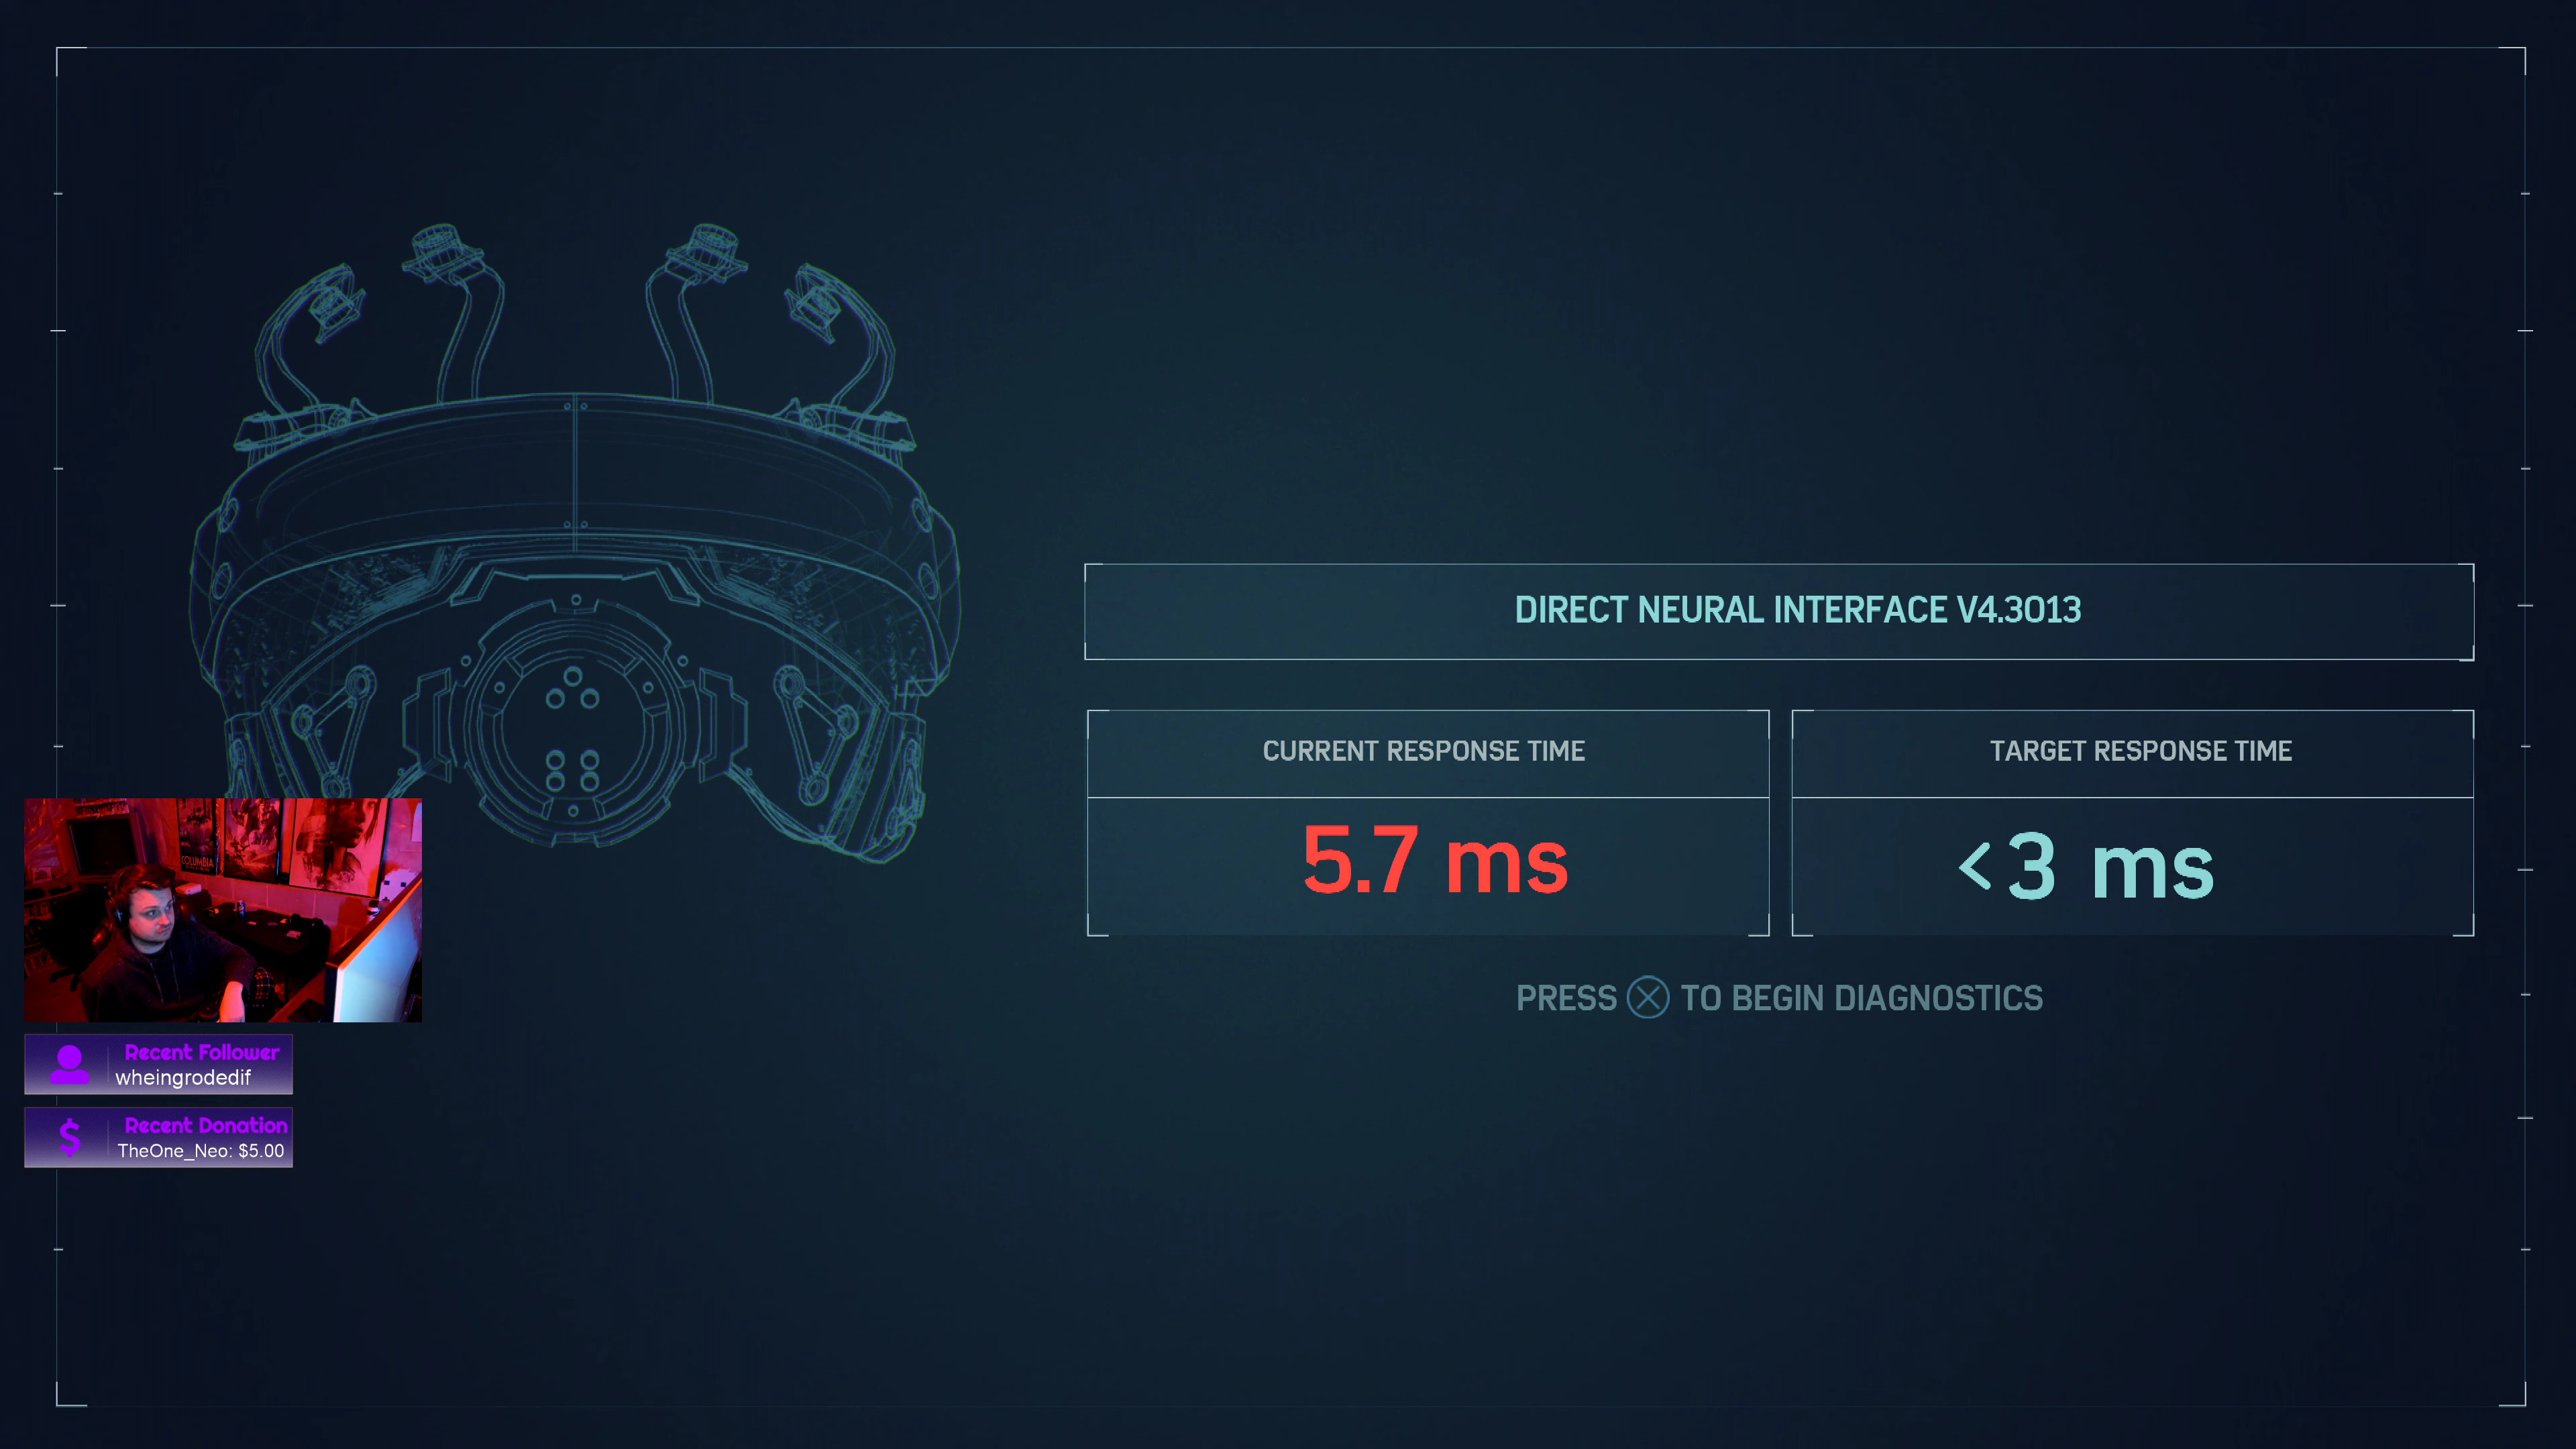 DIRECT NEURAL INTERFACE V4.3013
CURRENT RESPONSE TIME
TARGET RESPONSE TIME
5.7 ms
<3 ms
PRESS TO BEGIN DIAGNOSTICS
COLUMBIA
Recent Follower
wheingrodedif
Recent Donation
TheOne_Neo: $5.00